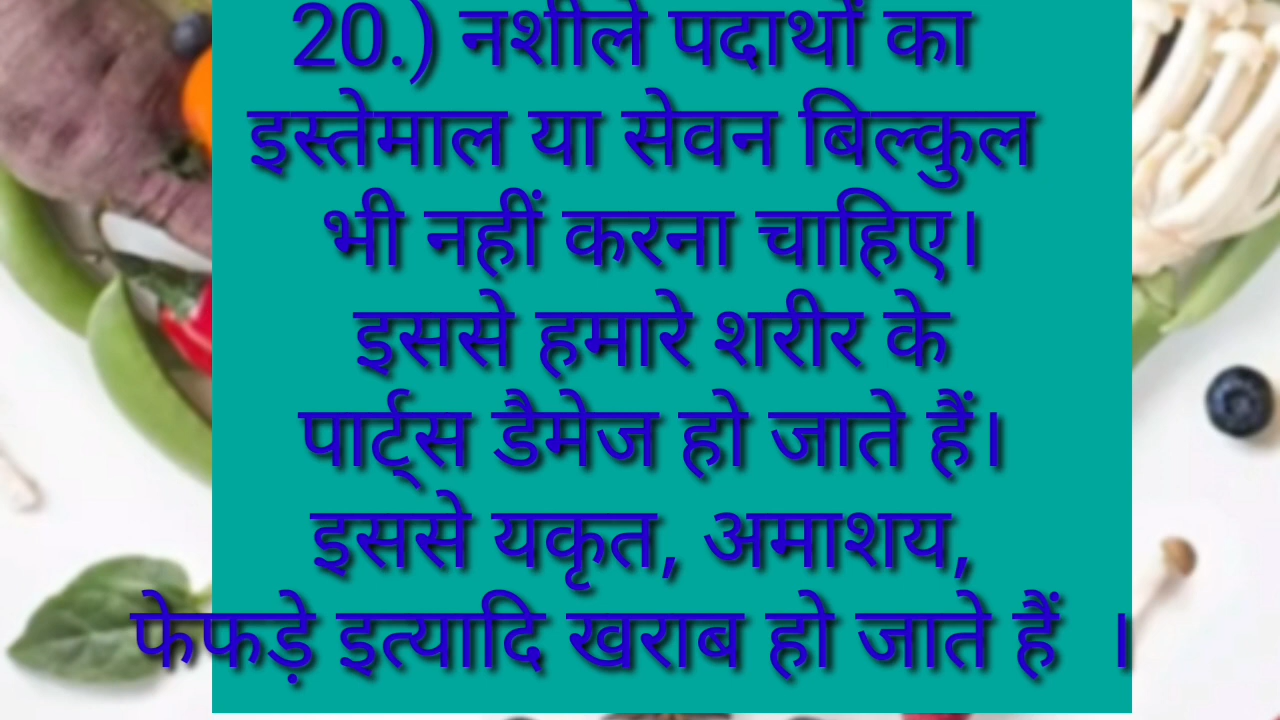 20.) नशीले पदार्थों का
इस्तेमाल या सेवन बिल्कुल
भी नहीं करना चाहिए।
इससे हमारे शरीर के
पार्ट्स डैमेज हो जाते हैं।
इससे यकृत, अमाशय,
फेफड़े इत्यादि खराब हो जाते हैं ।